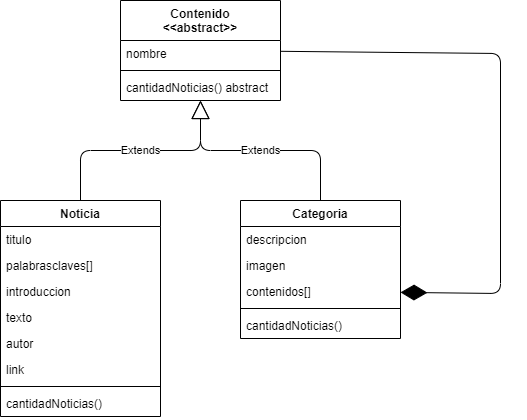 Contenido
<<abstract>>
nombre
cantidadNoticias() abstract
Extends
Extends
Noticia
titulo
palabrasclaves[]
introduccion
texto
autor
link
cantidadNoticias()
Categoria
descripcion
imagen
contenidos[]
cantidadNoticias()